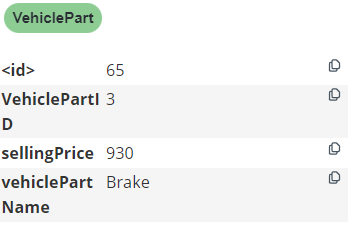 VehiclePart
<id> 65
VehiclePartI 3
D
sellingPrice 930
vehiclePart Brake
Name